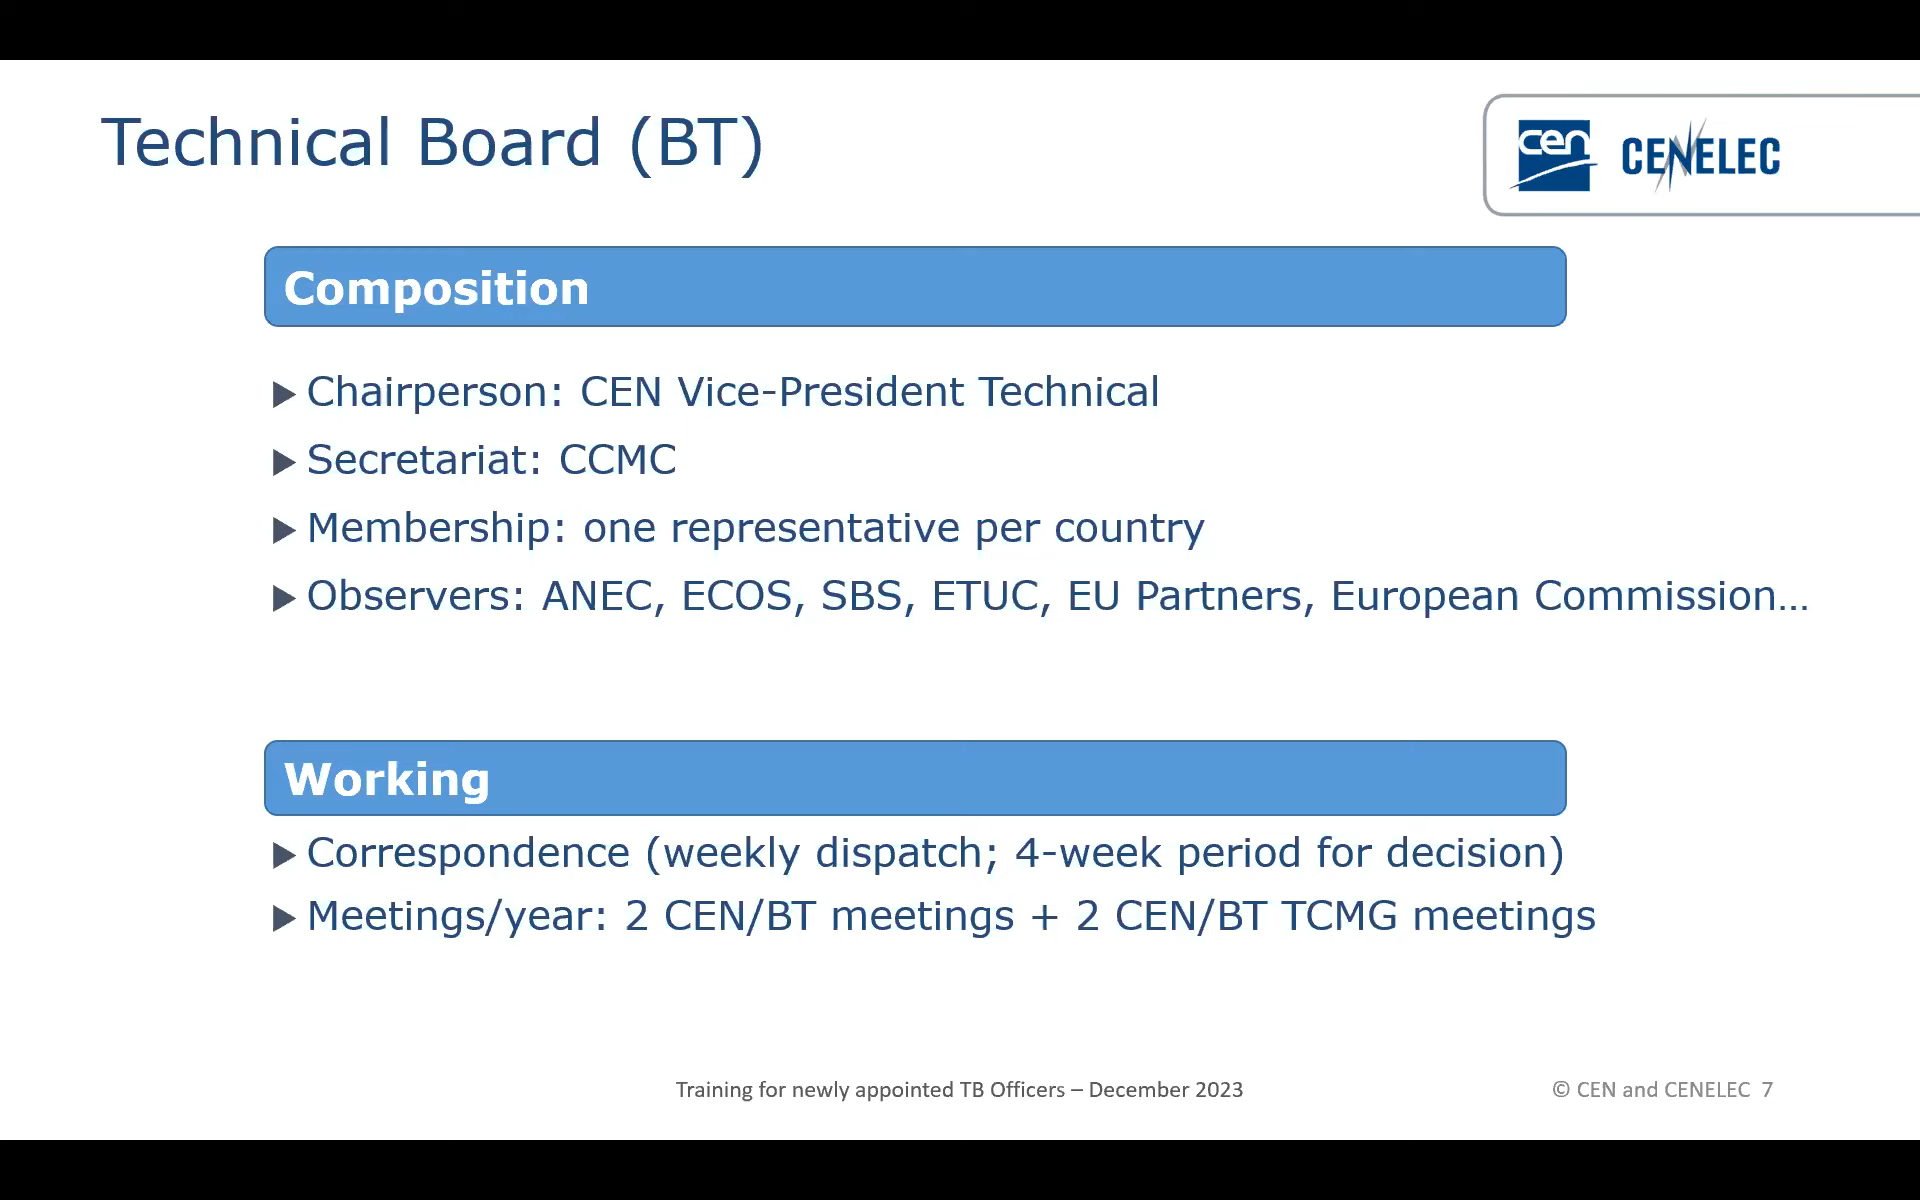 Technical Board (BT)
cen CENELEC
Composition
Chairperson: CEN Vice-President Technical
Secretariat: CCMC
Membership: one representative per country
Observers: ANEC, ECOS, SBS, ETUC, EU Partners, European Commission…
Working
Correspondence (weekly dispatch; 4-week period for decision)
Meetings/year: 2 CEN/BT meetings + 2 CEN/BT TCMG meetings
Training for newly appointed TB Officers – December 2023
© CEN and CENELEC 7